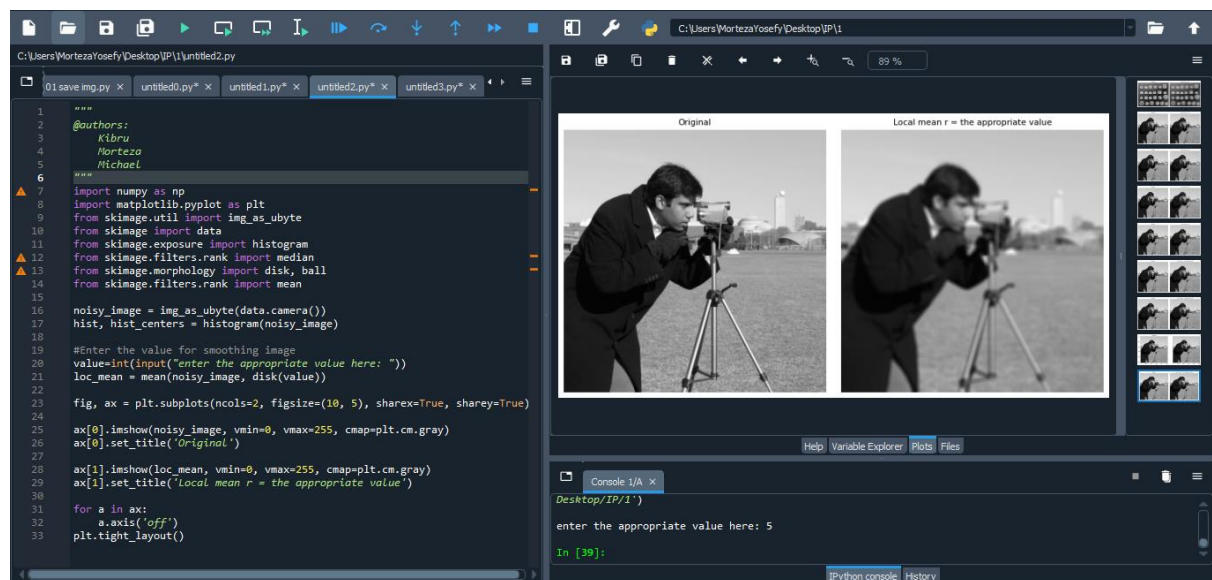 C:\Users\MortezaYosefy\Desktop\IP\1
C:\Users\MortezaYosefy\Desktop\IP\1\untitled2.py
01 save img.py × untitled0.py* × untitled1.py* × untitled2.py* × untitled3.py* ×
1 """
2 @authors:
3 Kibru
4 Morteza
5 Michael
6 """
7 import numpy as np
8 import matplotlib.pyplot as plt
9 from skimage.util import img_as_ubyte
10 from skimage import data
11 from skimage.exposure import histogram
12 from skimage.filters.rank import median
13 from skimage.morphology import disk, ball
14 from skimage.filters.rank import mean
15
16 noisy_image = img_as_ubyte(data.camera())
17 hist, hist_centers = histogram(noisy_image)
18
19 #Enter the value for smoothing image
20 value=int(input("enter the appropriate value here: "))
21 loc_mean = mean(noisy_image, disk(value))
22
23 fig, ax = plt.subplots(ncols=2, figsize=(10, 5), sharex=True, sharey=True)
24
25 ax[0].imshow(noisy_image, vmin=0, vmax=255, cmap=plt.cm.gray)
26 ax[0].set_title('Original')
27
28 ax[1].imshow(loc_mean, vmin=0, vmax=255, cmap=plt.cm.gray)
29 ax[1].set_title('Local mean r = the appropriate value')
30
31 for a in ax:
32 a.axis('off')
33 plt.tight_layout()
89 %
Original
Local mean r = the appropriate value
Help Variable Explorer Plots Files
Console 1/A ×
Desktop/IP/1')
enter the appropriate value here: 5
In [39]:
IPython console History